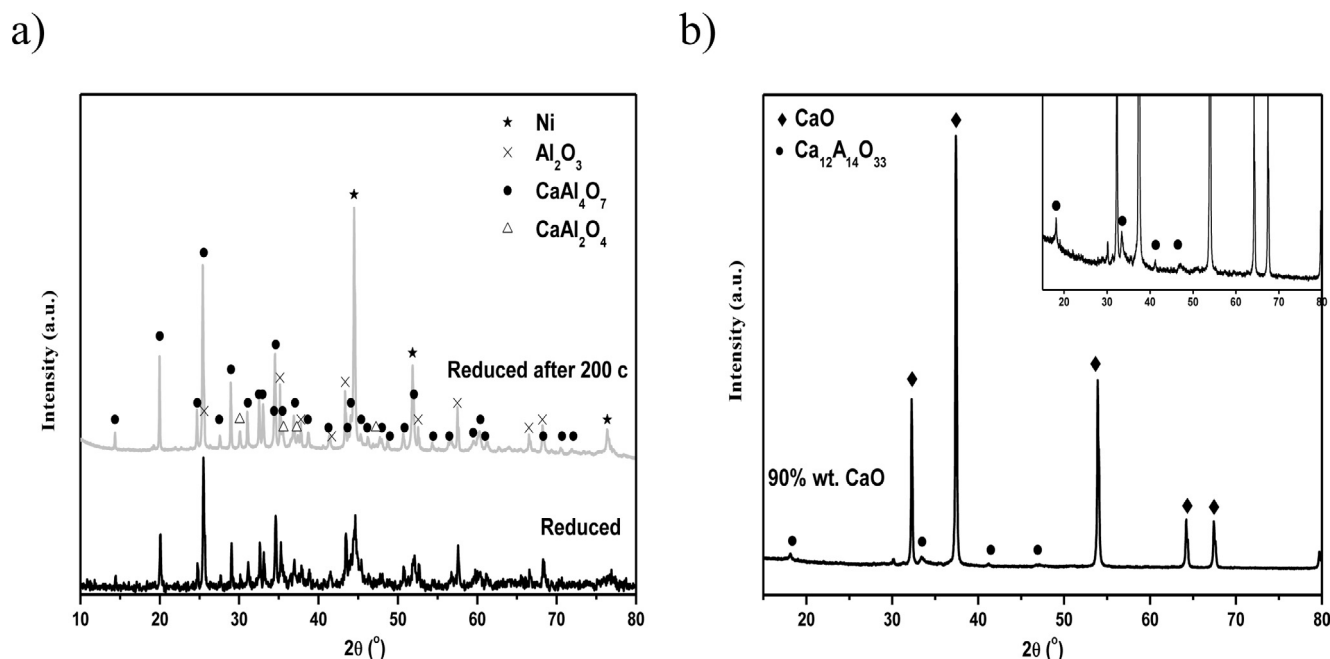 a)
★ Ni
× Al₂O₃
● CaAl₄O₇
△ CaAl₂O₄
Reduced after 200 c
Reduced
Intensity (a.u.)
10 20 30 40 50 60 70 80
2θ (°)
b)
◆ CaO
● Ca₁₂A₁₄O₃₃
20 30 40 50 60 70 80
90% wt. CaO
Intensity (a.u.)
20 30 40 50 60 70 80
2θ (°)